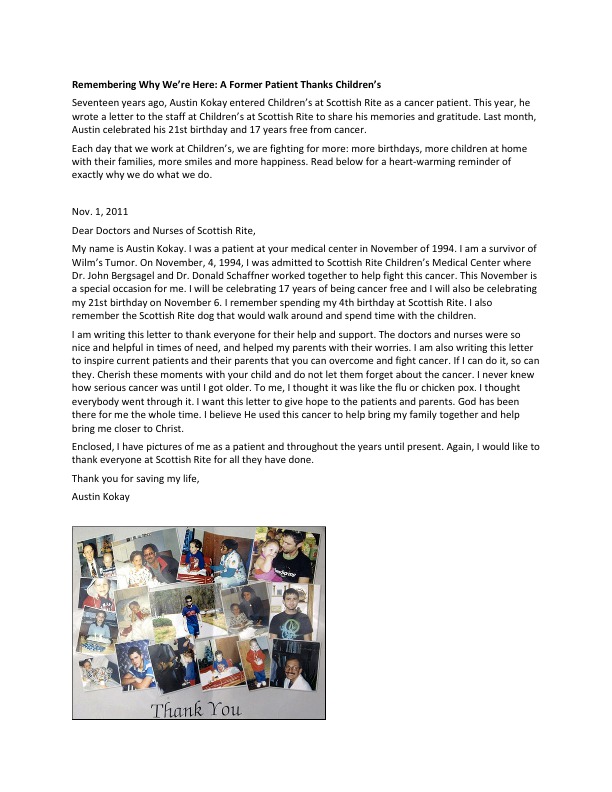 Remembering Why We’re Here: A Former Patient Thanks Children’s
Seventeen years ago, Austin Kokay entered Children’s at Scottish Rite as a cancer patient. This year, he
wrote a letter to the staff at Children’s at Scottish Rite to share his memories and gratitude. Last month,
Austin celebrated his 21st birthday and 17 years free from cancer.
Each day that we work at Children’s, we are fighting for more: more birthdays, more children at home
with their families, more smiles and more happiness. Read below for a heart-warming reminder of
exactly why we do what we do.
Nov. 1, 2011
Dear Doctors and Nurses of Scottish Rite,
My name is Austin Kokay. I was a patient at your medical center in November of 1994. I am a survivor of
Wilm’s Tumor. On November, 4, 1994, I was admitted to Scottish Rite Children’s Medical Center where
Dr. John Bergsagel and Dr. Donald Schaffner worked together to help fight this cancer. This November is
a special occasion for me. I will be celebrating 17 years of being cancer free and I will also be celebrating
my 21st birthday on November 6. I remember spending my 4th birthday at Scottish Rite. I also
remember the Scottish Rite dog that would walk around and spend time with the children.
I am writing this letter to thank everyone for their help and support. The doctors and nurses were so
nice and helpful in times of need, and helped my parents with their worries. I am also writing this letter
to inspire current patients and their parents that you can overcome and fight cancer. If I can do it, so can
they. Cherish these moments with your child and do not let them forget about the cancer. I never knew
how serious cancer was until I got older. To me, I thought it was like the flu or chicken pox. I thought
everybody went through it. I want this letter to give hope to the patients and parents. God has been
there for me the whole time. I believe He used this cancer to help bring my family together and help
bring me closer to Christ.
Enclosed, I have pictures of me as a patient and throughout the years until present. Again, I would like to
thank everyone at Scottish Rite for all they have done.
Thank you for saving my life,
Austin Kokay
Thank You